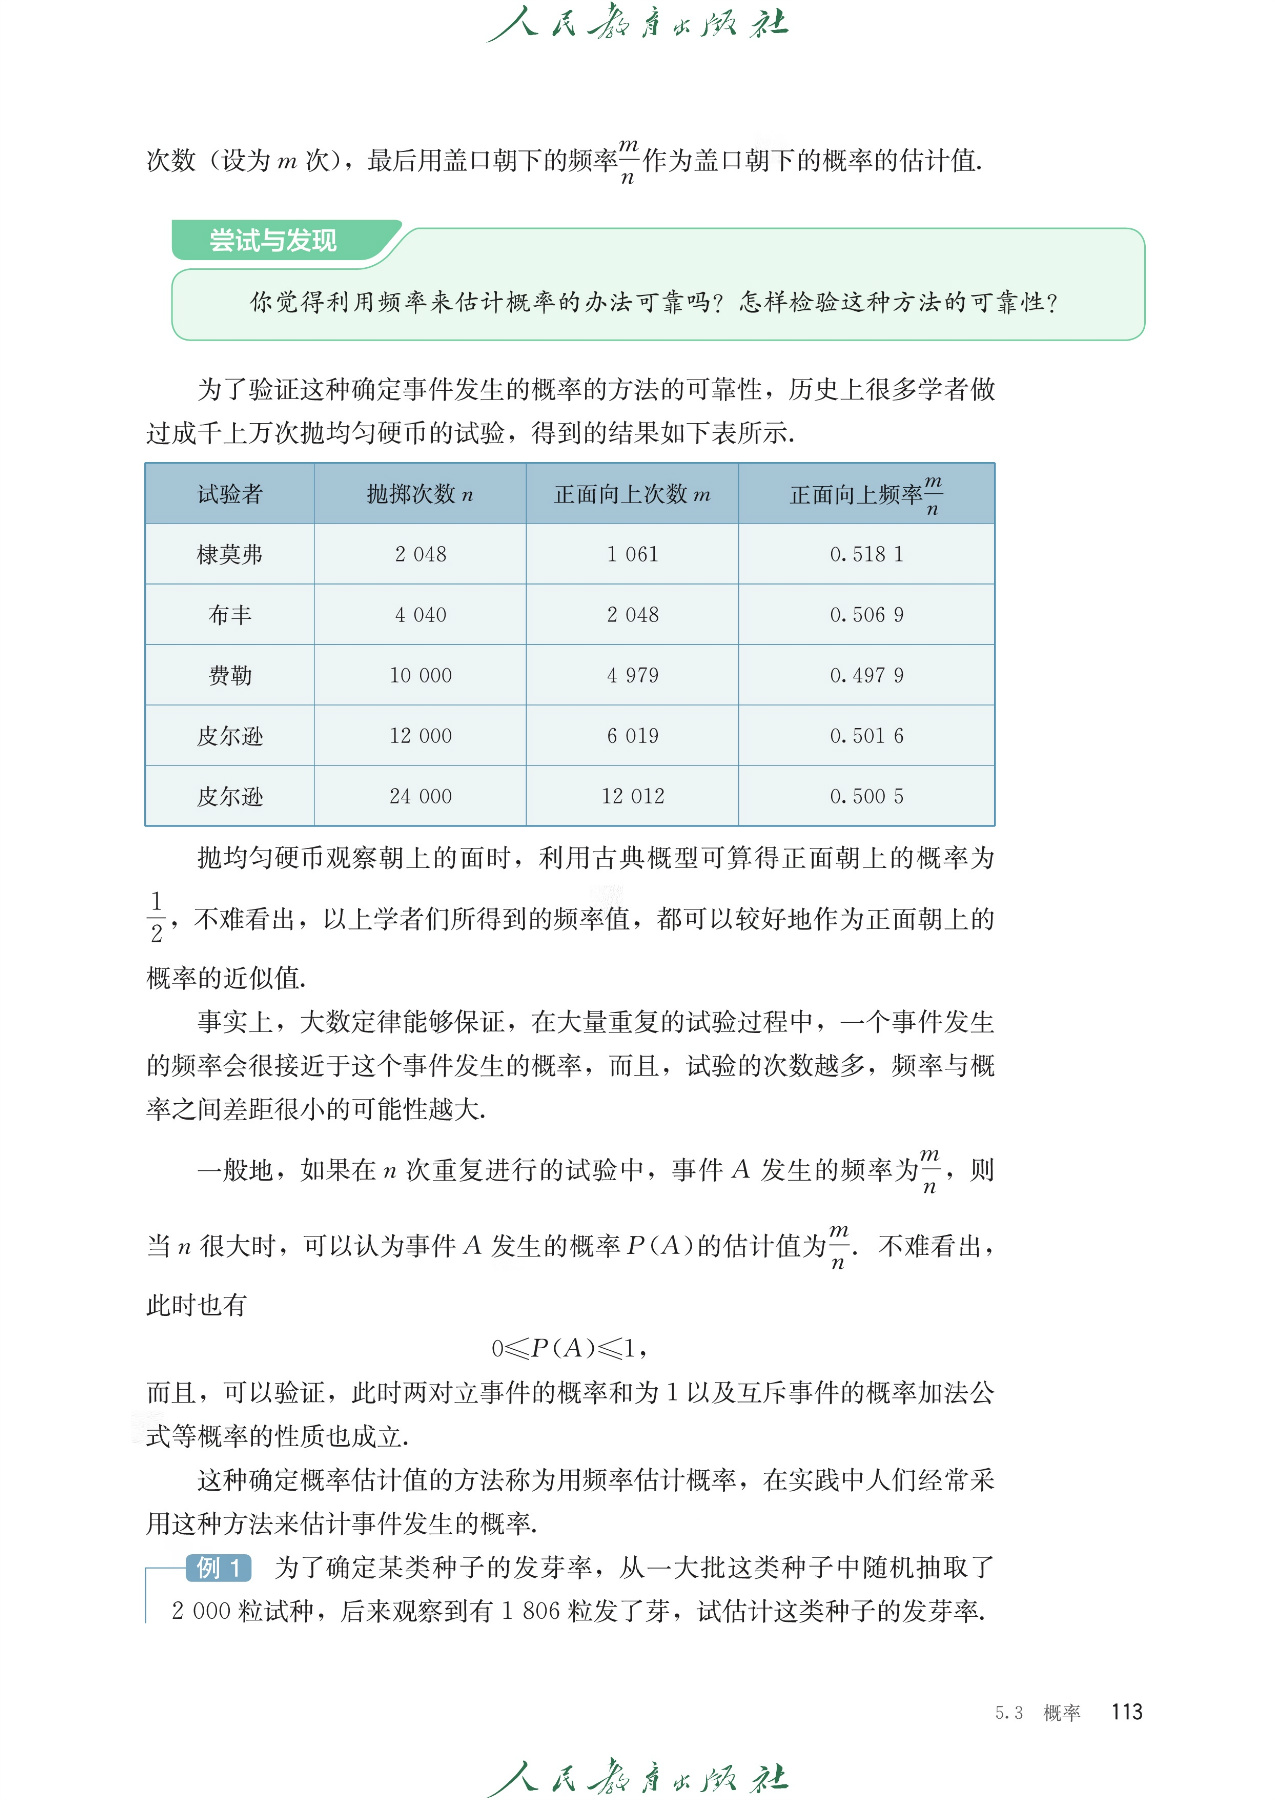 人民教育出版社
次数（设为 m 次），最后用盖口朝下的频率m/n作为盖口朝下的概率的估计值.
尝试与发现
你觉得利用频率来估计概率的办法可靠吗？怎样检验这种方法的可靠性？
为了验证这种确定事件发生的概率的方法的可靠性，历史上很多学者做
过成千上万次抛均匀硬币的试验，得到的结果如下表所示.
试验者 抛掷次数 n 正面向上次数 m 正面向上频率m/n
棣莫弗 2 048 1 061 0.518 1
布丰 4 040 2 048 0.506 9
费勒 10 000 4 979 0.497 9
皮尔逊 12 000 6 019 0.501 6
皮尔逊 24 000 12 012 0.500 5
抛均匀硬币观察朝上的面时，利用古典概型可算得正面朝上的概率为
1/2，不难看出，以上学者们所得到的频率值，都可以较好地作为正面朝上的
概率的近似值.
事实上，大数定律能够保证，在大量重复的试验过程中，一个事件发生
的频率会很接近于这个事件发生的概率，而且，试验的次数越多，频率与概
率之间差距很小的可能性越大.
一般地，如果在 n 次重复进行的试验中，事件 A 发生的频率为m/n，则
当 n 很大时，可以认为事件 A 发生的概率 P(A)的估计值为m/n. 不难看出，
此时也有
0⩽P(A)⩽1，
而且，可以验证，此时两对立事件的概率和为 1 以及互斥事件的概率加法公
式等概率的性质也成立.
这种确定概率估计值的方法称为用频率估计概率，在实践中人们经常采
用这种方法来估计事件发生的概率.
例 1 为了确定某类种子的发芽率，从一大批这类种子中随机抽取了
2 000 粒试种，后来观察到有 1 806 粒发了芽，试估计这类种子的发芽率.
5.3 概率 113
人民教育出版社